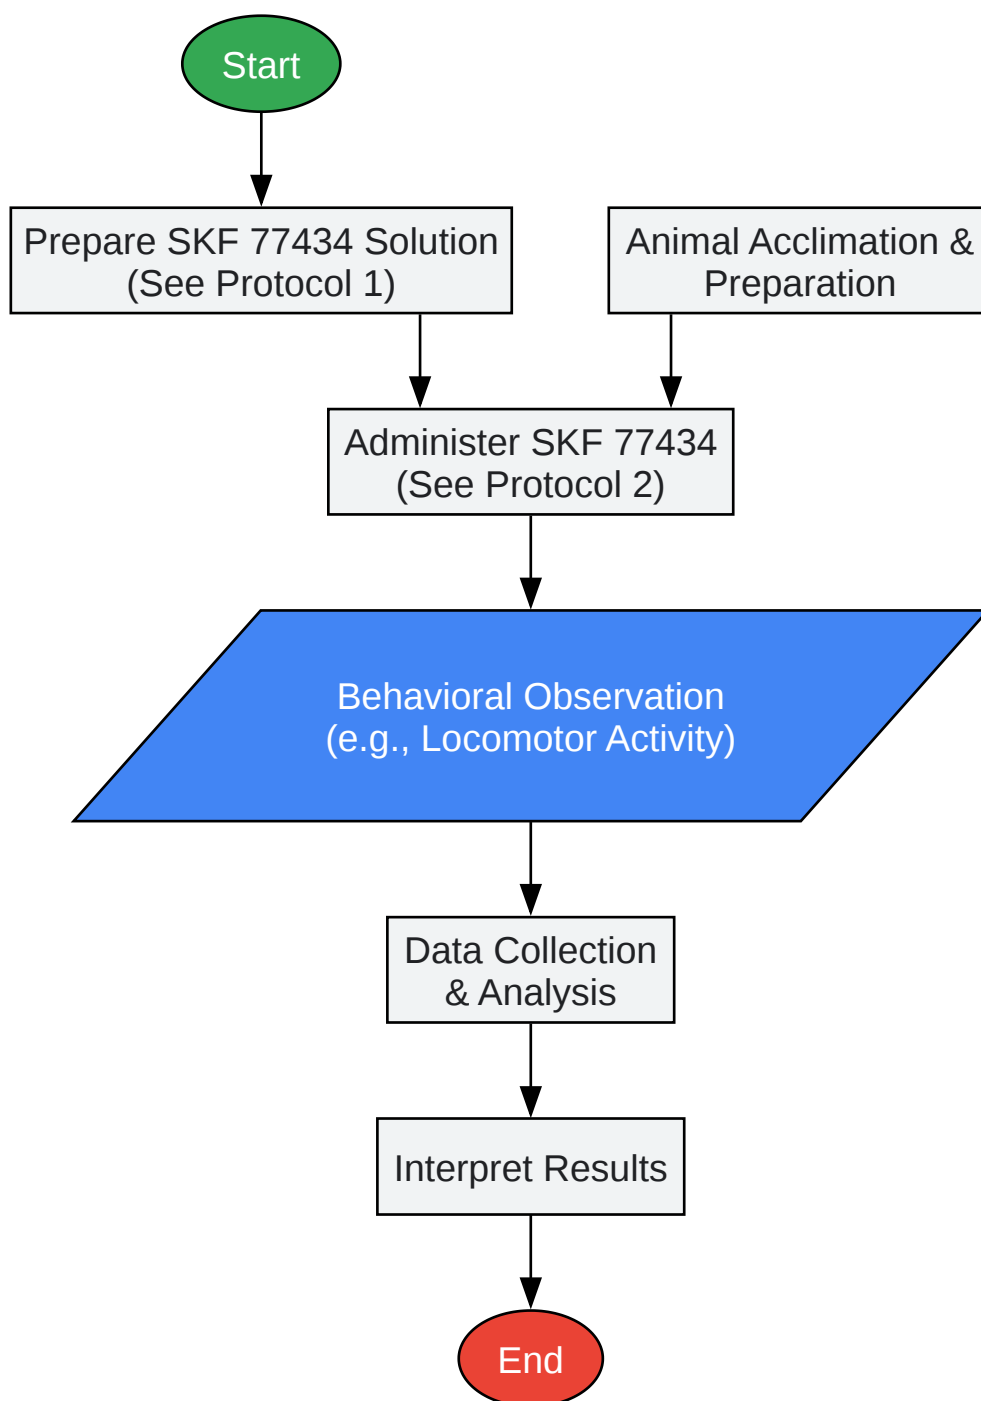 Start
Prepare SKF 77434 Solution
(See Protocol 1)
Animal Acclimation &
Preparation
Administer SKF 77434
(See Protocol 2)
Behavioral Observation
(e.g., Locomotor Activity)
Data Collection
& Analysis
Interpret Results
End